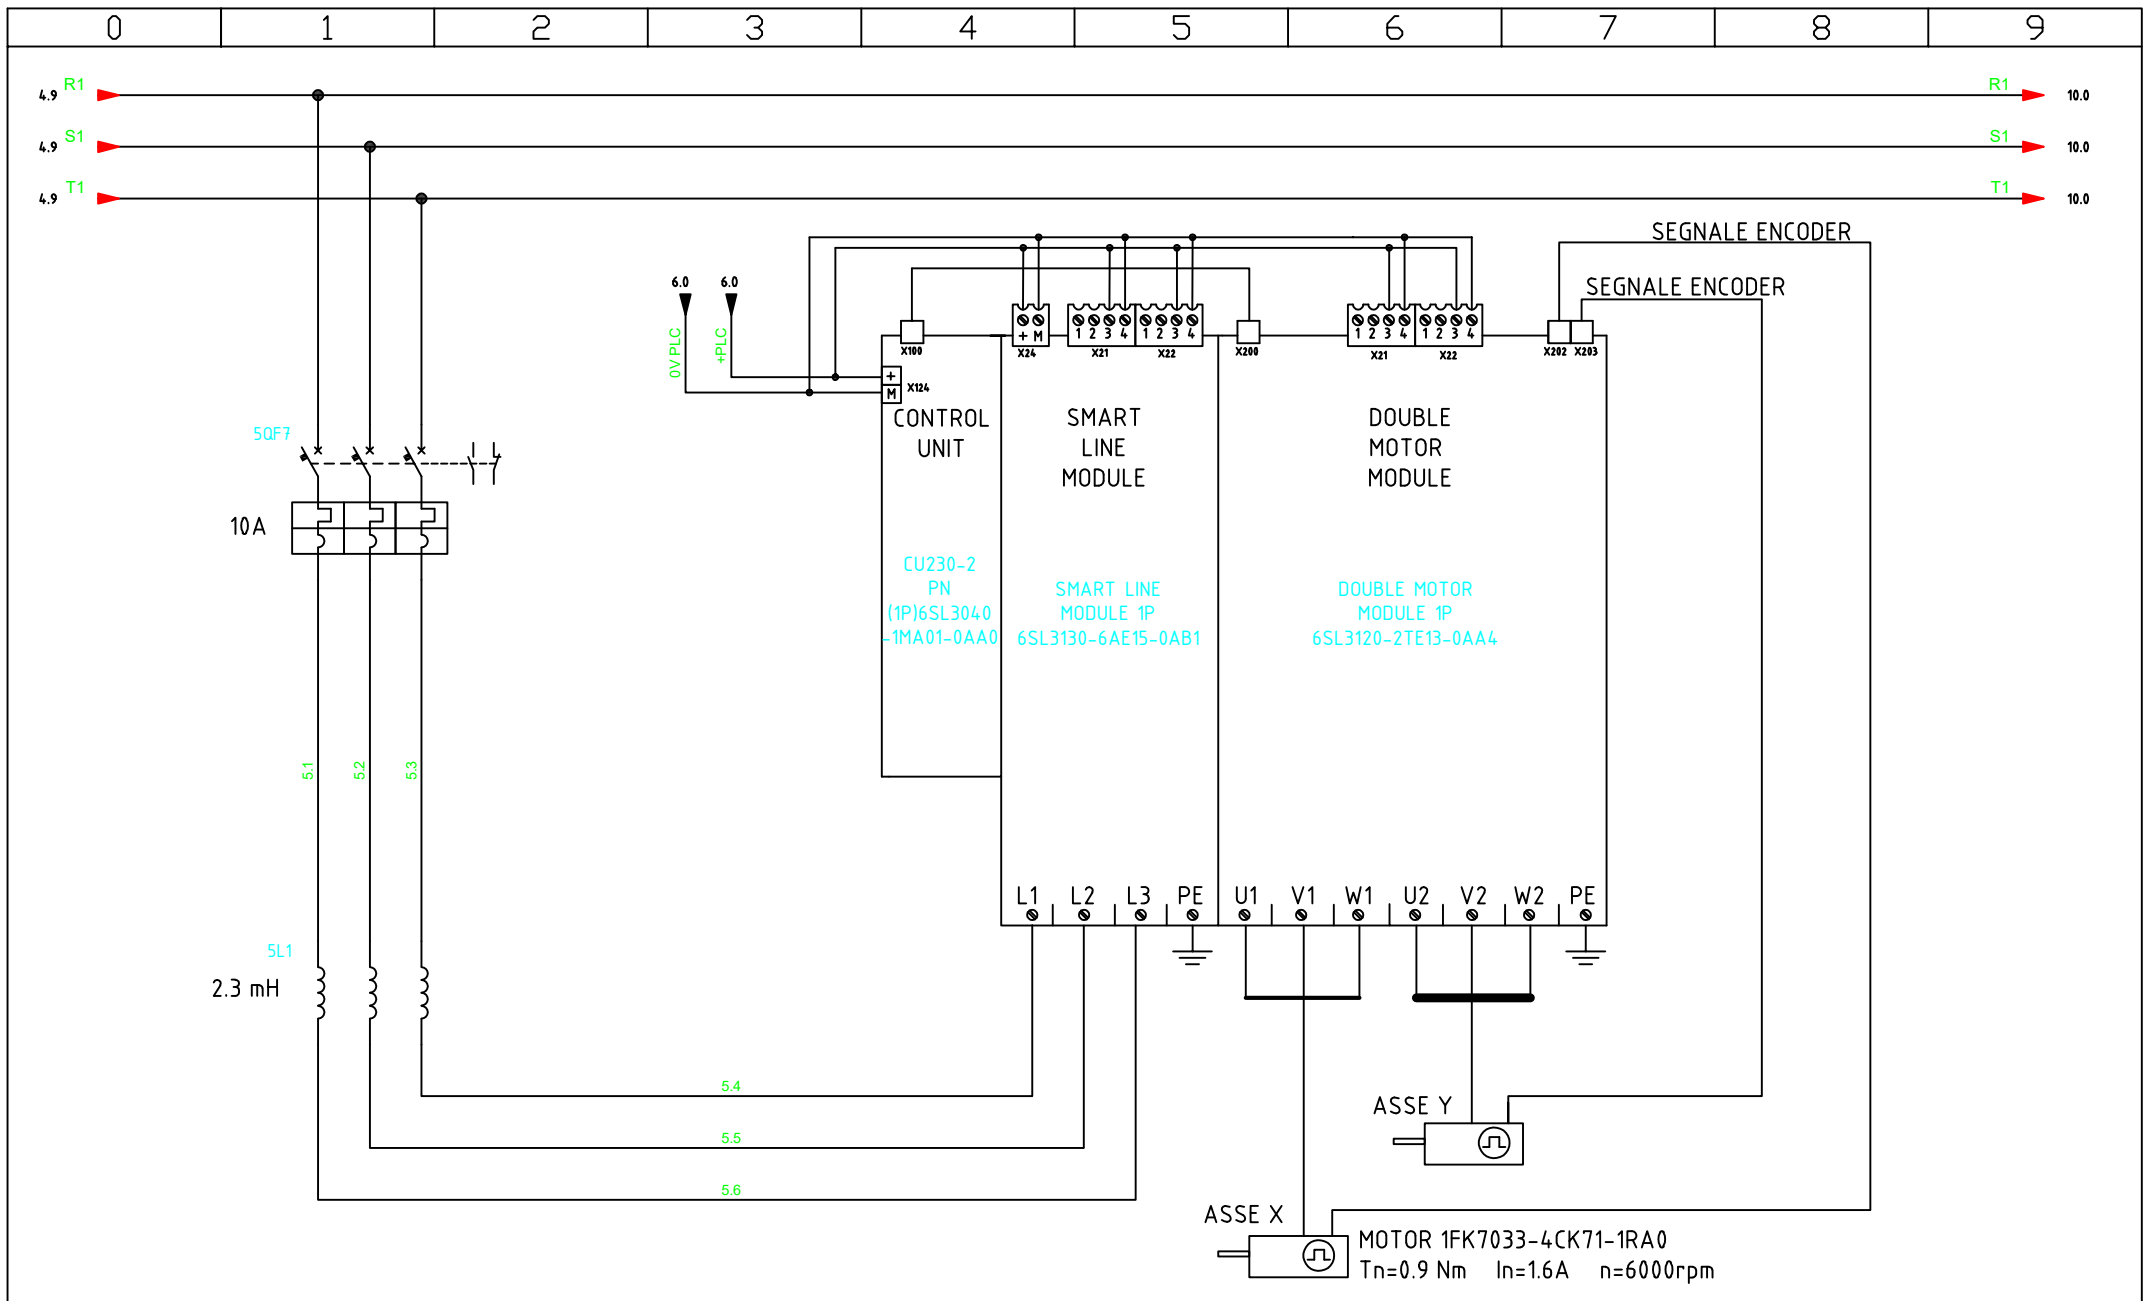 0 1 2 3 4 5 6 7 8 9
4.9 R1 R1 10.0
4.9 S1 S1 10.0
4.9 T1 T1 10.0
SEGNALE ENCODER
SEGNALE ENCODER
6.0 6.0
0V PLC
+PLC
+ M
1 2 3 4
1 2 3 4
1 2 3 4
1 2 3 4
X100
X24
X21
X22
X200
X21
X22
X202
X203
+
M
X124
CONTROL
UNIT
SMART
LINE
MODULE
DOUBLE
MOTOR
MODULE
5QF7
10A
CU230-2
PN
(1P)6SL3040
-1MA01-0AA0
SMART LINE
MODULE 1P
6SL3130-6AE15-0AB1
DOUBLE MOTOR
MODULE 1P
6SL3120-2TE13-0AA4
5.1
5.2
5.3
L1 L2 L3 PE U1 V1 W1 U2 V2 W2 PE
5L1
2.3 mH
5.4
5.5
5.6
ASSE Y
ASSE X
MOTOR 1FK7033-4CK71-1RA0
Tn=0.9 Nm In=1.6A n=6000rpm